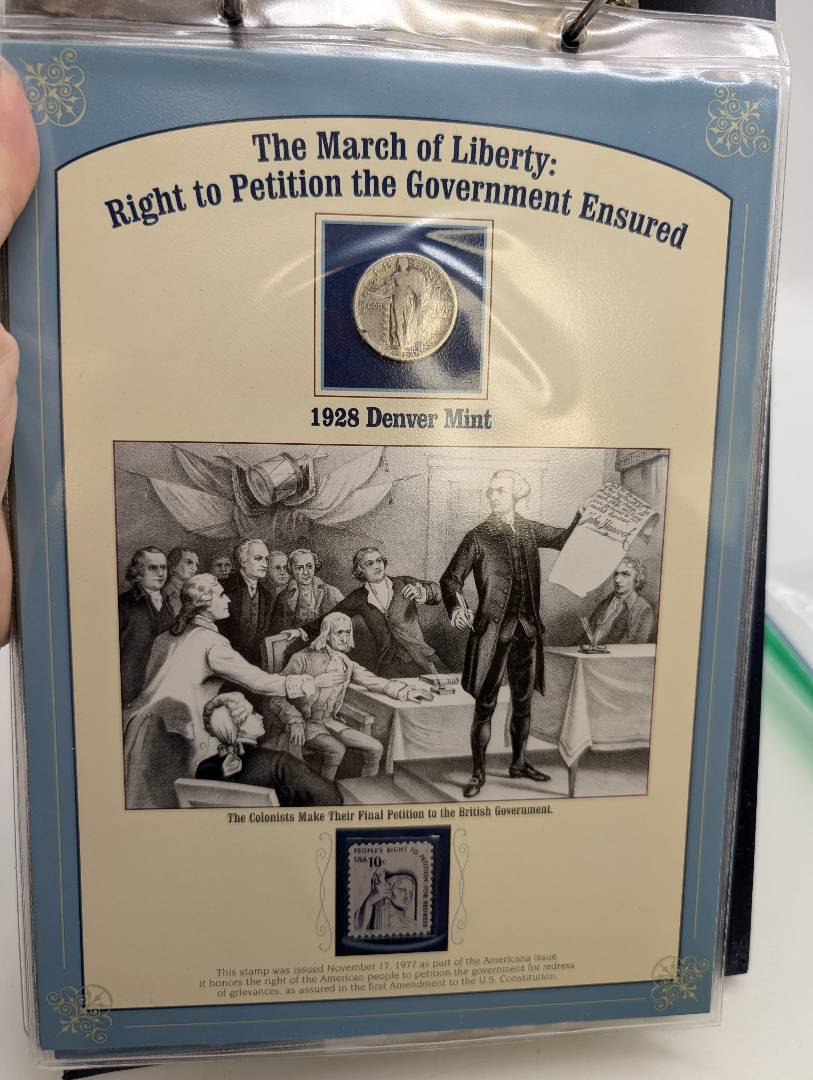 The March of Liberty:
Right to Petition the Government Ensured
1928 Denver Mint
John Hancock
The Colonists Make Their Final Petition to the British Government.
PEOPLE'S RIGHT TO PETITION FOR REDRESS
USA 10c
This stamp was issued November 17, 1977 as part of the Americana issue.
It honors the right of the American people to petition the government for redress
of grievances, as assured in the first Amendment to the U.S. Constitution.